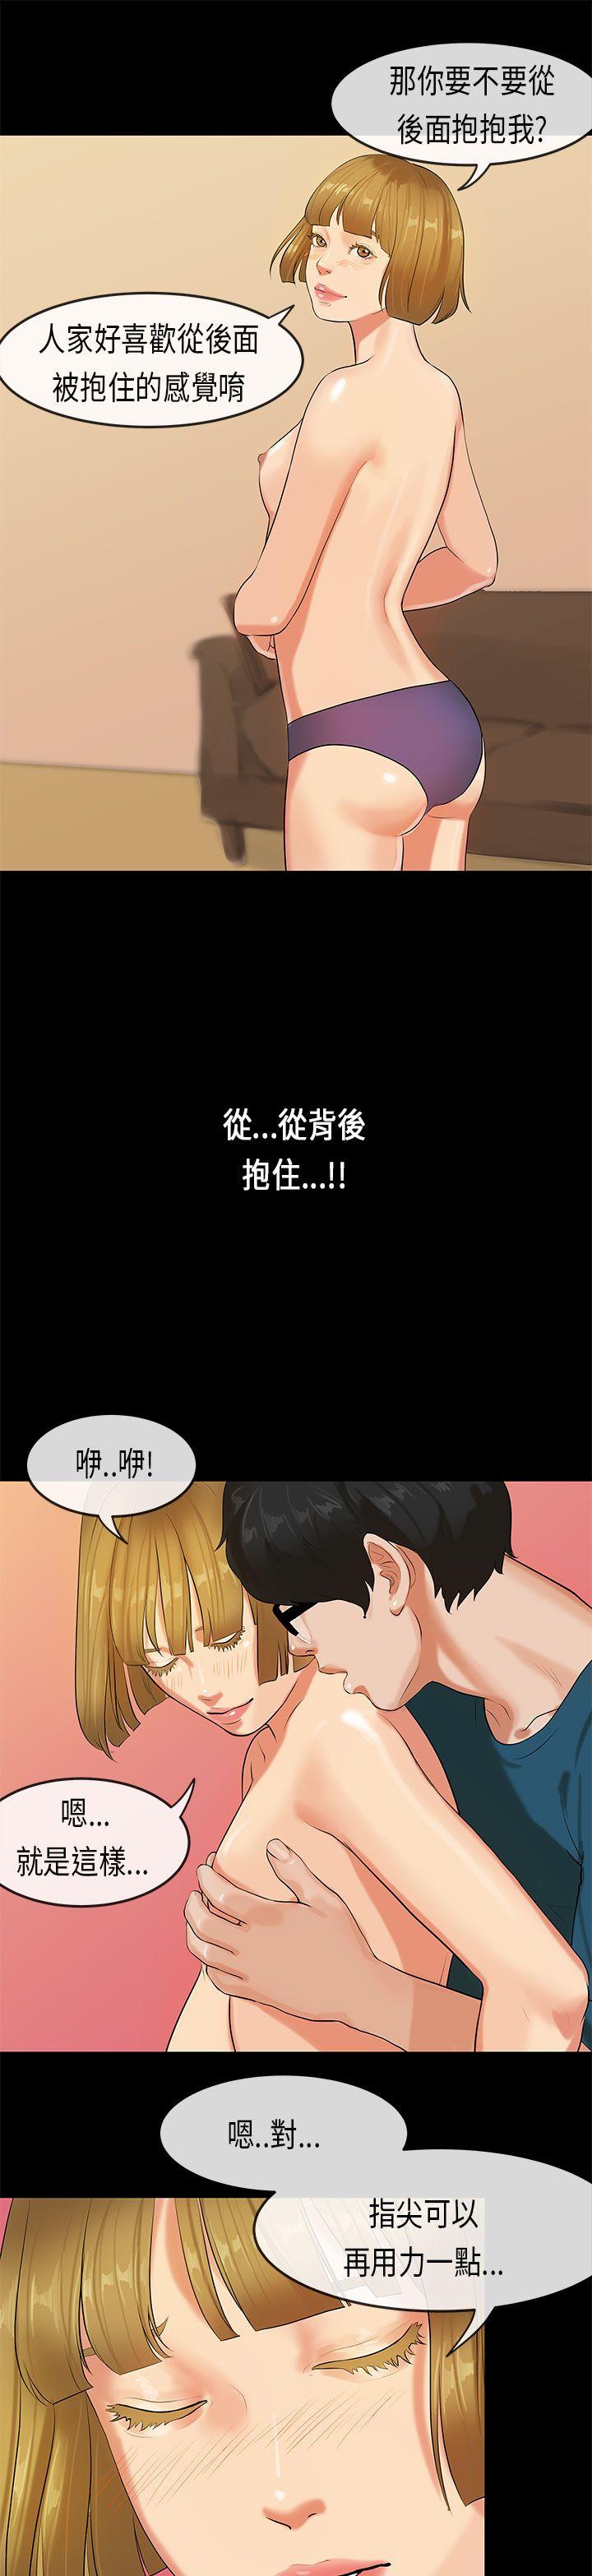 那你要不要從
後面抱抱我?
人家好喜歡從後面
被抱住的感覺唷
從...從背後
抱住...!!
咿..咿!
嗯...
就是這樣...
嗯..對...
指尖可以
再用力一點...